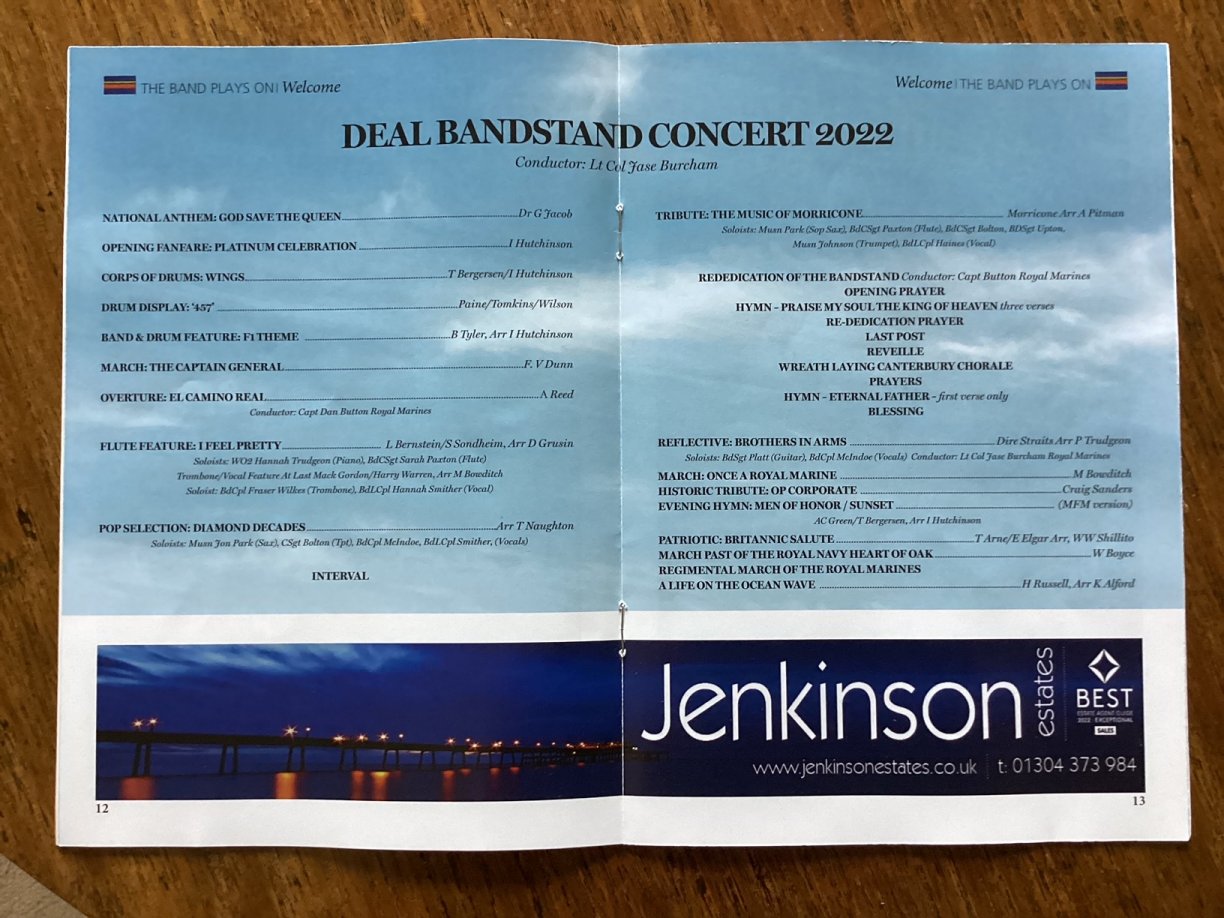 THE BAND PLAYS ON | Welcome
Welcome | THE BAND PLAYS ON
DEAL BANDSTAND CONCERT 2022
Conductor: Lt Col Jase Burcham
NATIONAL ANTHEM: GOD SAVE THE QUEEN Dr G Jacob
OPENING FANFARE: PLATINUM CELEBRATION I Hutchinson
CORPS OF DRUMS: WINGS T Bergersen/I Hutchinson
DRUM DISPLAY: '457' Paine/Tomkins/Wilson
BAND & DRUM FEATURE: F1 THEME B Tyler, Arr I Hutchinson
MARCH: THE CAPTAIN GENERAL F. V Dunn
OVERTURE: EL CAMINO REAL A Reed
Conductor: Capt Dan Button Royal Marines
FLUTE FEATURE: I FEEL PRETTY L Bernstein/S Sondheim, Arr D Grusin
Soloists: WO2 Hannah Trudgeon (Piano), BdCSgt Sarah Paxton (Flute)
Trombone/Vocal Feature At Last Mack Gordon/Harry Warren, Arr M Bowditch
Soloist: BdCpl Fraser Wilkes (Trombone), BdLCpl Hannah Smither (Vocal)
POP SELECTION: DIAMOND DECADES Arr T Naughton
Soloists: Musn Jon Park (Sax), CSgt Bolton (Tpt), BdCpl McIndoe, BdLCpl Smither, (Vocals)
INTERVAL
TRIBUTE: THE MUSIC OF MORRICONE Morricone Arr A Pitman
Soloists: Musn Park (Sop Sax), BdCSgt Paxton (Flute), BdCSgt Bolton, BDSgt Upton,
Musn Johnson (Trumpet), BdLCpl Haines (Vocal)
REDEDICATION OF THE BANDSTAND Conductor: Capt Button Royal Marines
OPENING PRAYER
HYMN – PRAISE MY SOUL THE KING OF HEAVEN three verses
RE-DEDICATION PRAYER
LAST POST
REVEILLE
WREATH LAYING CANTERBURY CHORALE
PRAYERS
HYMN – ETERNAL FATHER – first verse only
BLESSING
REFLECTIVE: BROTHERS IN ARMS Dire Straits Arr P Trudgeon
Soloists: BdSgt Platt (Guitar), BdCpl McIndoe (Vocals) Conductor: Lt Col Jase Burcham Royal Marines
MARCH: ONCE A ROYAL MARINE M Bowditch
HISTORIC TRIBUTE: OP CORPORATE Craig Sanders
EVENING HYMN: MEN OF HONOR / SUNSET (MFM version)
AC Green/T Bergersen, Arr I Hutchinson
PATRIOTIC: BRITANNIC SALUTE T Arne/E Elgar Arr, WW Shillito
MARCH PAST OF THE ROYAL NAVY HEART OF OAK W Boyce
REGIMENTAL MARCH OF THE ROYAL MARINES
A LIFE ON THE OCEAN WAVE H Russell, Arr K Alford
Jenkinson estates
BEST
ESTATE AGENT GUIDE
2022 EXCEPTIONAL
SALES
www.jenkinsonestates.co.uk | t: 01304 373 984
12
13